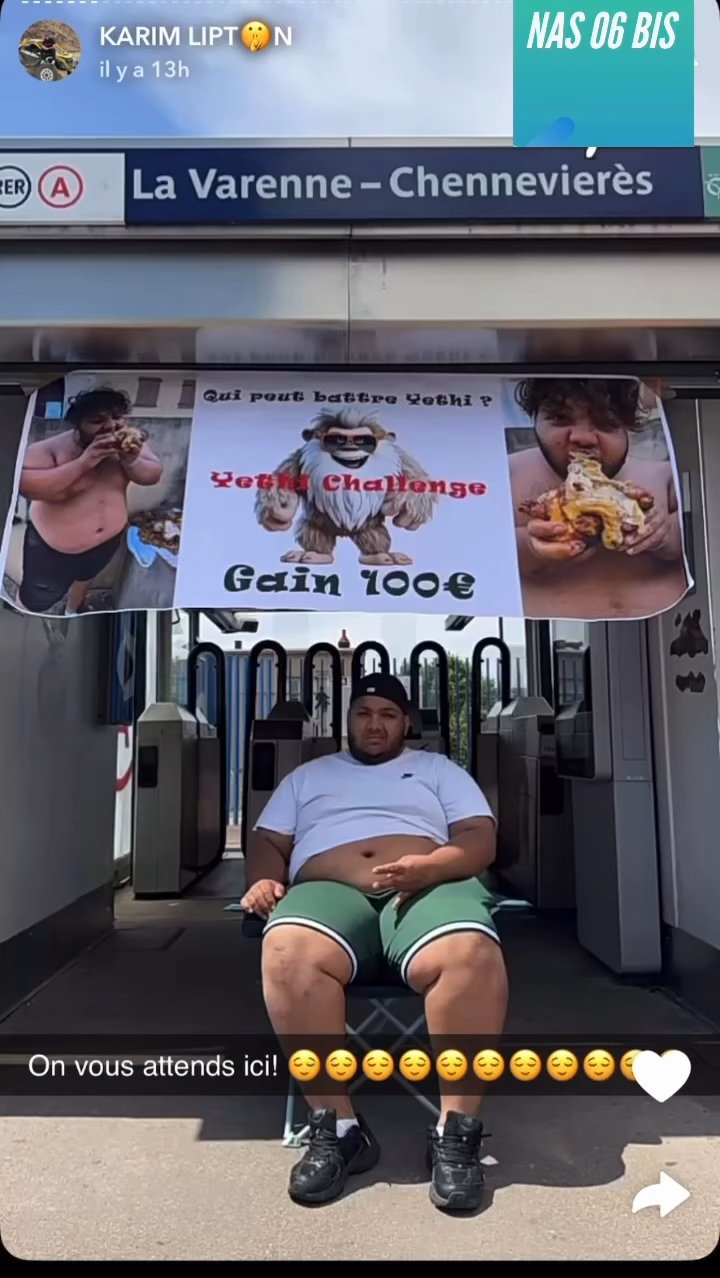 KARIM LIPT🤫N
il y a 13h
NAS 06 BIS
RER A La Varenne – Chennevierès
Qui peut battre Yethi ?
Yethi Challenge
Gain 100€
On vous attends ici! 😌😌😌😌😌😌😌😌😌😌